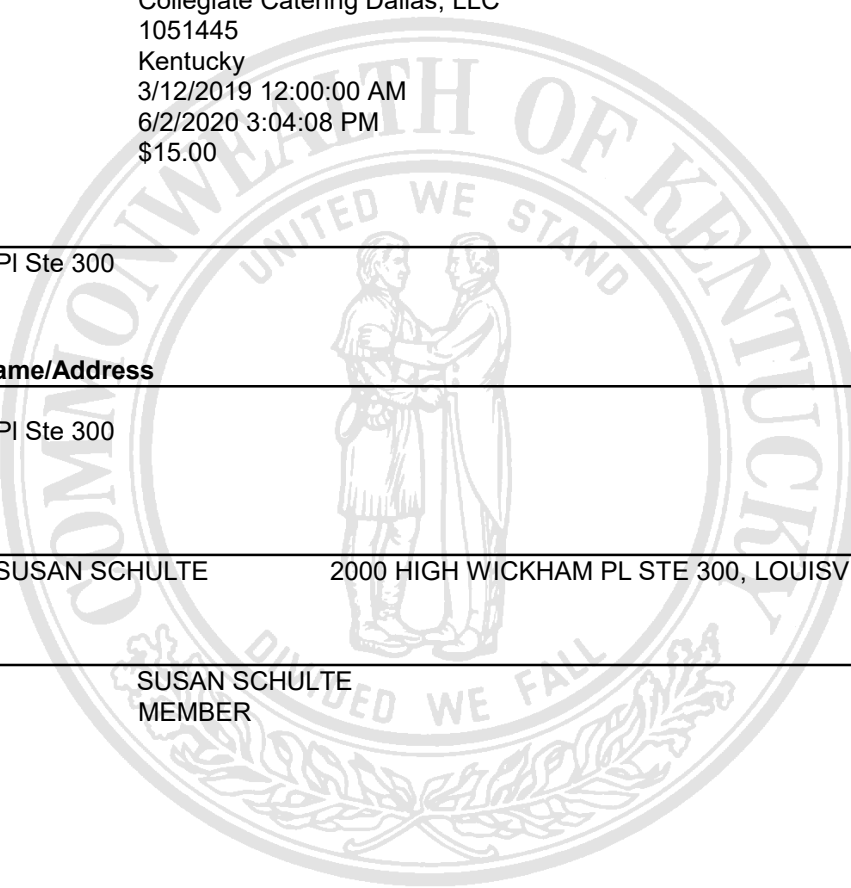 Collegiate Catering Dallas, LLC
1051445
Kentucky
3/12/2019 12:00:00 AM
6/2/2020 3:04:08 PM
$15.00
Pl Ste 300
ame/Address
Pl Ste 300
SUSAN SCHULTE 2000 HIGH WICKHAM PL STE 300, LOUISV
SUSAN SCHULTE
MEMBER
COMMONWEALTH OF KENTUCKY
UNITED WE STAND
DIVIDED WE FALL